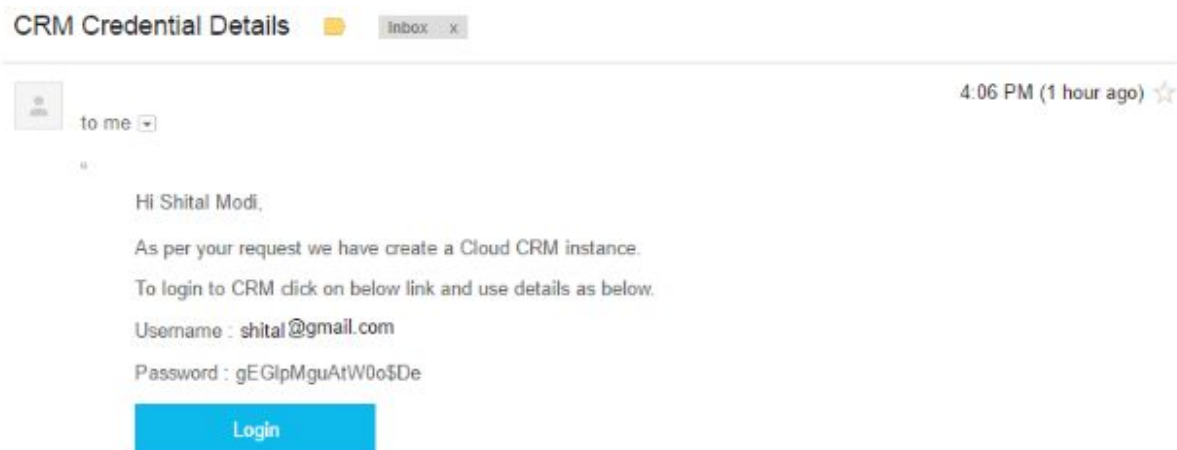 CRM Credential Details
Inbox x
4:06 PM (1 hour ago)
to me
"
Hi Shital Modi,
As per your request we have create a Cloud CRM instance.
To login to CRM click on below link and use details as below.
Username : shital@gmail.com
Password : gEGlpMguAtW0o$De
Login